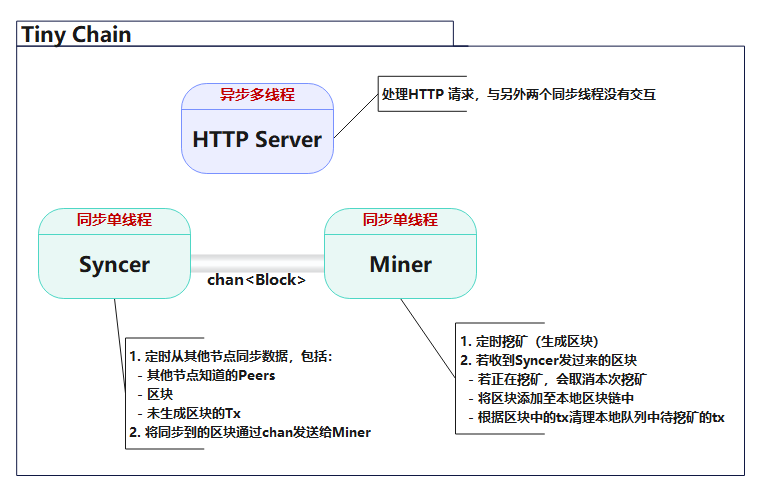 Tiny Chain
异步多线程
HTTP Server
处理HTTP 请求，与另外两个同步线程没有交互
同步单线程
Syncer
chan<Block>
同步单线程
Miner
1. 定时从其他节点同步数据，包括：
- 其他节点知道的Peers
- 区块
- 未生成区块的Tx
2. 将同步到的区块通过chan发送给Miner
1. 定时挖矿（生成区块）
2. 若收到Syncer发过来的区块
- 若正在挖矿，会取消本次挖矿
- 将区块添加至本地区块链中
- 根据区块中的tx清理本地队列中待挖矿的tx